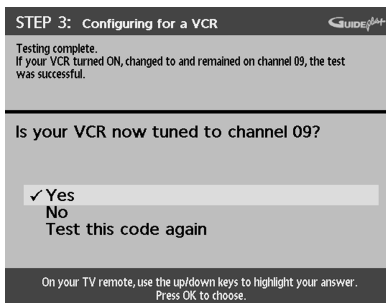 STEP 3: Configuring for a VCR
GUIDE Plus+
Testing complete.
If your VCR turned ON, changed to and remained on channel 09, the test
was successful.
Is your VCR now tuned to channel 09?
✓ Yes
No
Test this code again
On your TV remote, use the up/down keys to highlight your answer.
Press OK to choose.